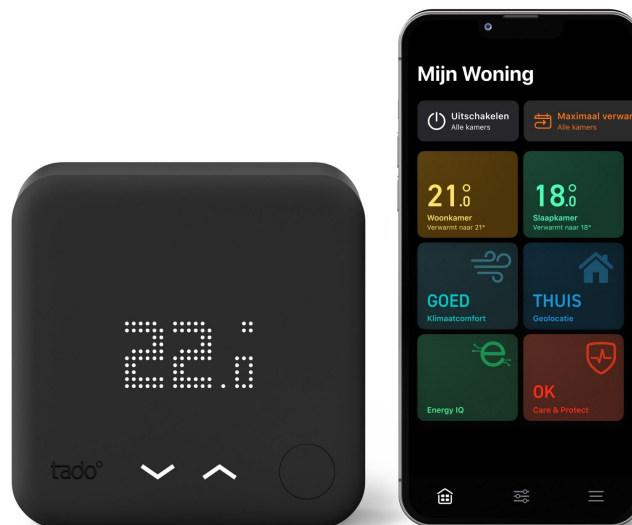 22.0°
tado°
Mijn Woning
Uitschakelen
Alle kamers
Maximaal verwar
Alle kamers
21.0°
Woonkamer
Verwarmt naar 21°
18.0°
Slaapkamer
Verwarmt naar 18°
GOED
Klimaatcomfort
THUIS
Geolocatie
Energy IQ
OK
Care & Protect